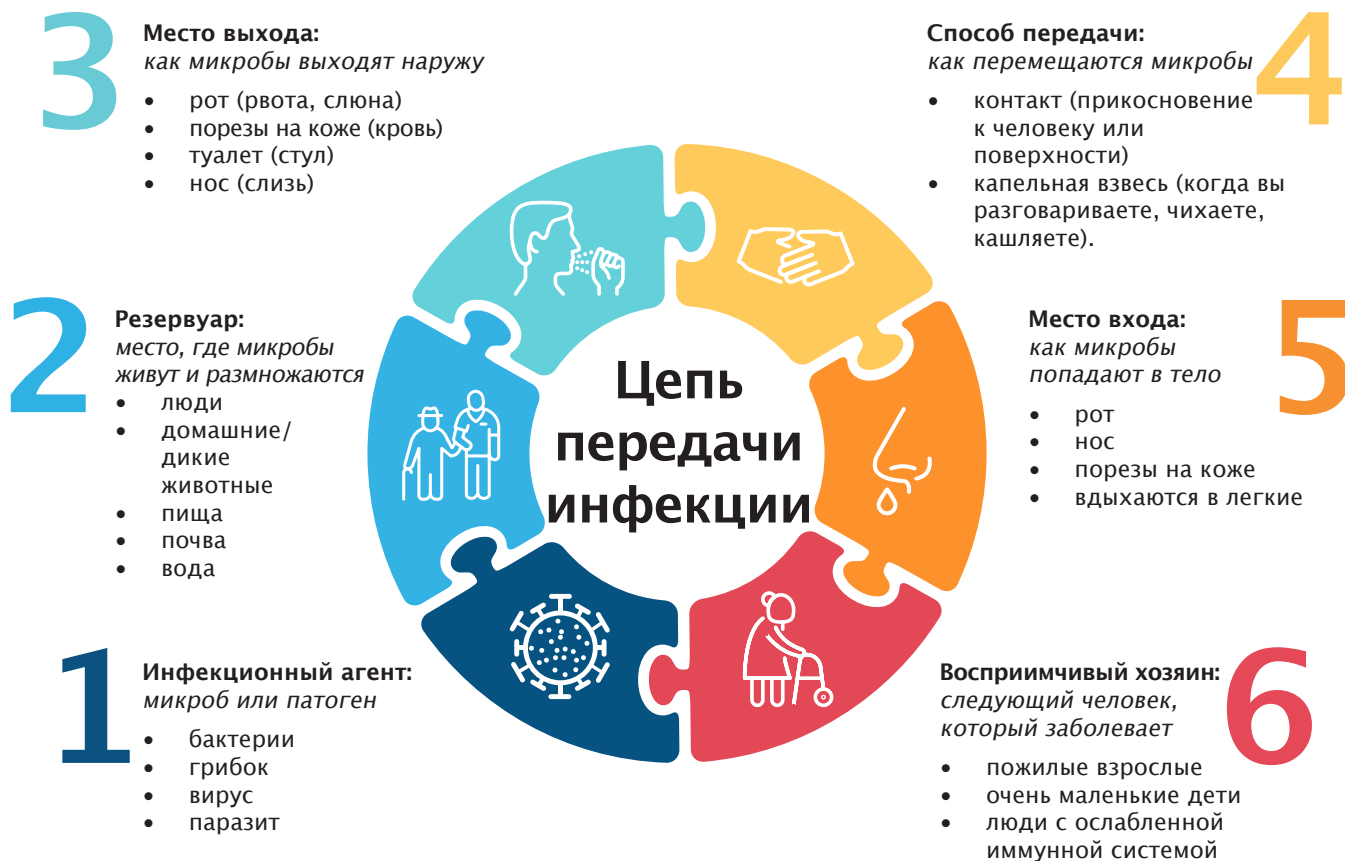 3
Место выхода:
как микробы выходят наружу
• рот (рвота, слюна)
• порезы на коже (кровь)
• туалет (стул)
• нос (слизь)
4
Способ передачи:
как перемещаются микробы
• контакт (прикосновение
к человеку или
поверхности)
• капельная взвесь (когда вы
разговариваете, чихаете,
кашляете).
2
Резервуар:
место, где микробы
живут и размножаются
• люди
• домашние/
дикие
животные
• пища
• почва
• вода
Цепь
передачи
инфекции
5
Место входа:
как микробы
попадают в тело
• рот
• нос
• порезы на коже
• вдыхаются в легкие
1
Инфекционный агент:
микроб или патоген
• бактерии
• грибок
• вирус
• паразит
6
Восприимчивый хозяин:
следующий человек,
который заболевает
• пожилые взрослые
• очень маленькие дети
• люди с ослабленной
иммунной системой